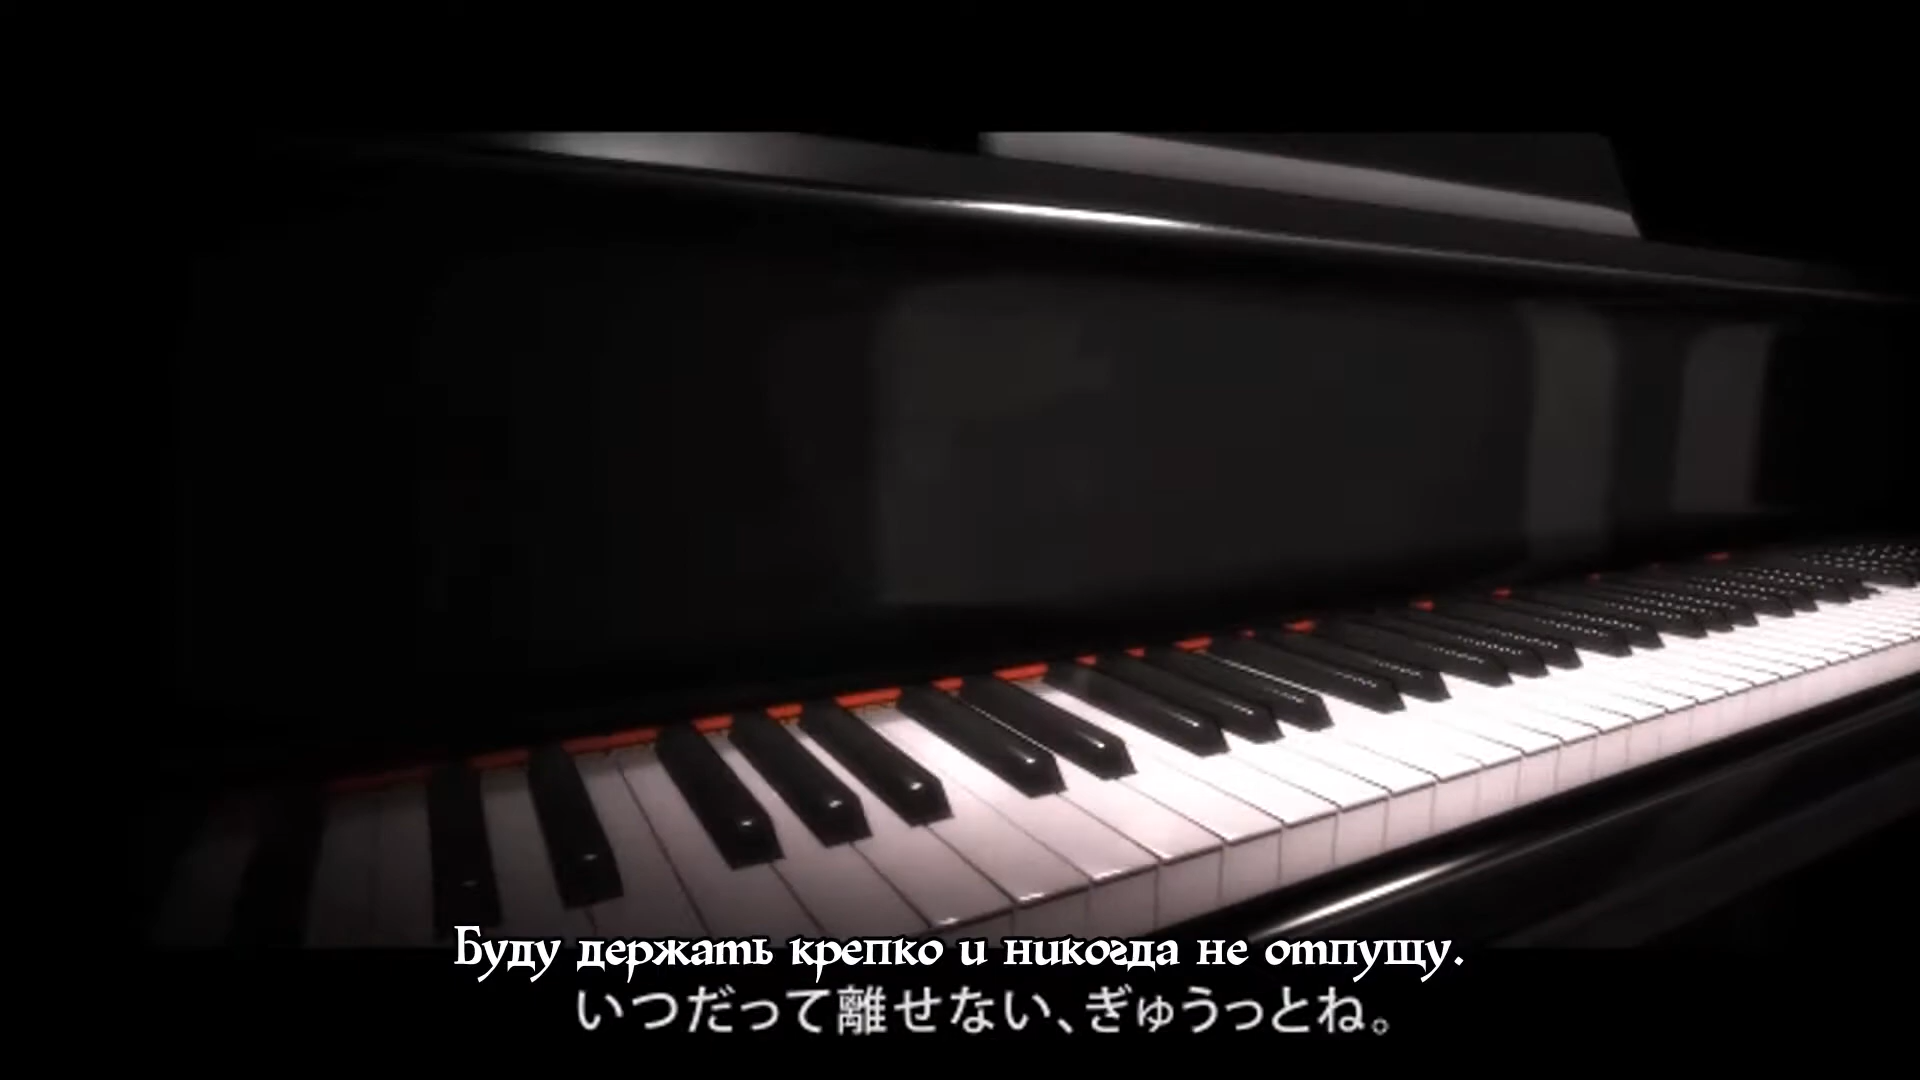 Буду держать крепко и никогда не отпущу.
いつだって離せない、ぎゅうっとね。